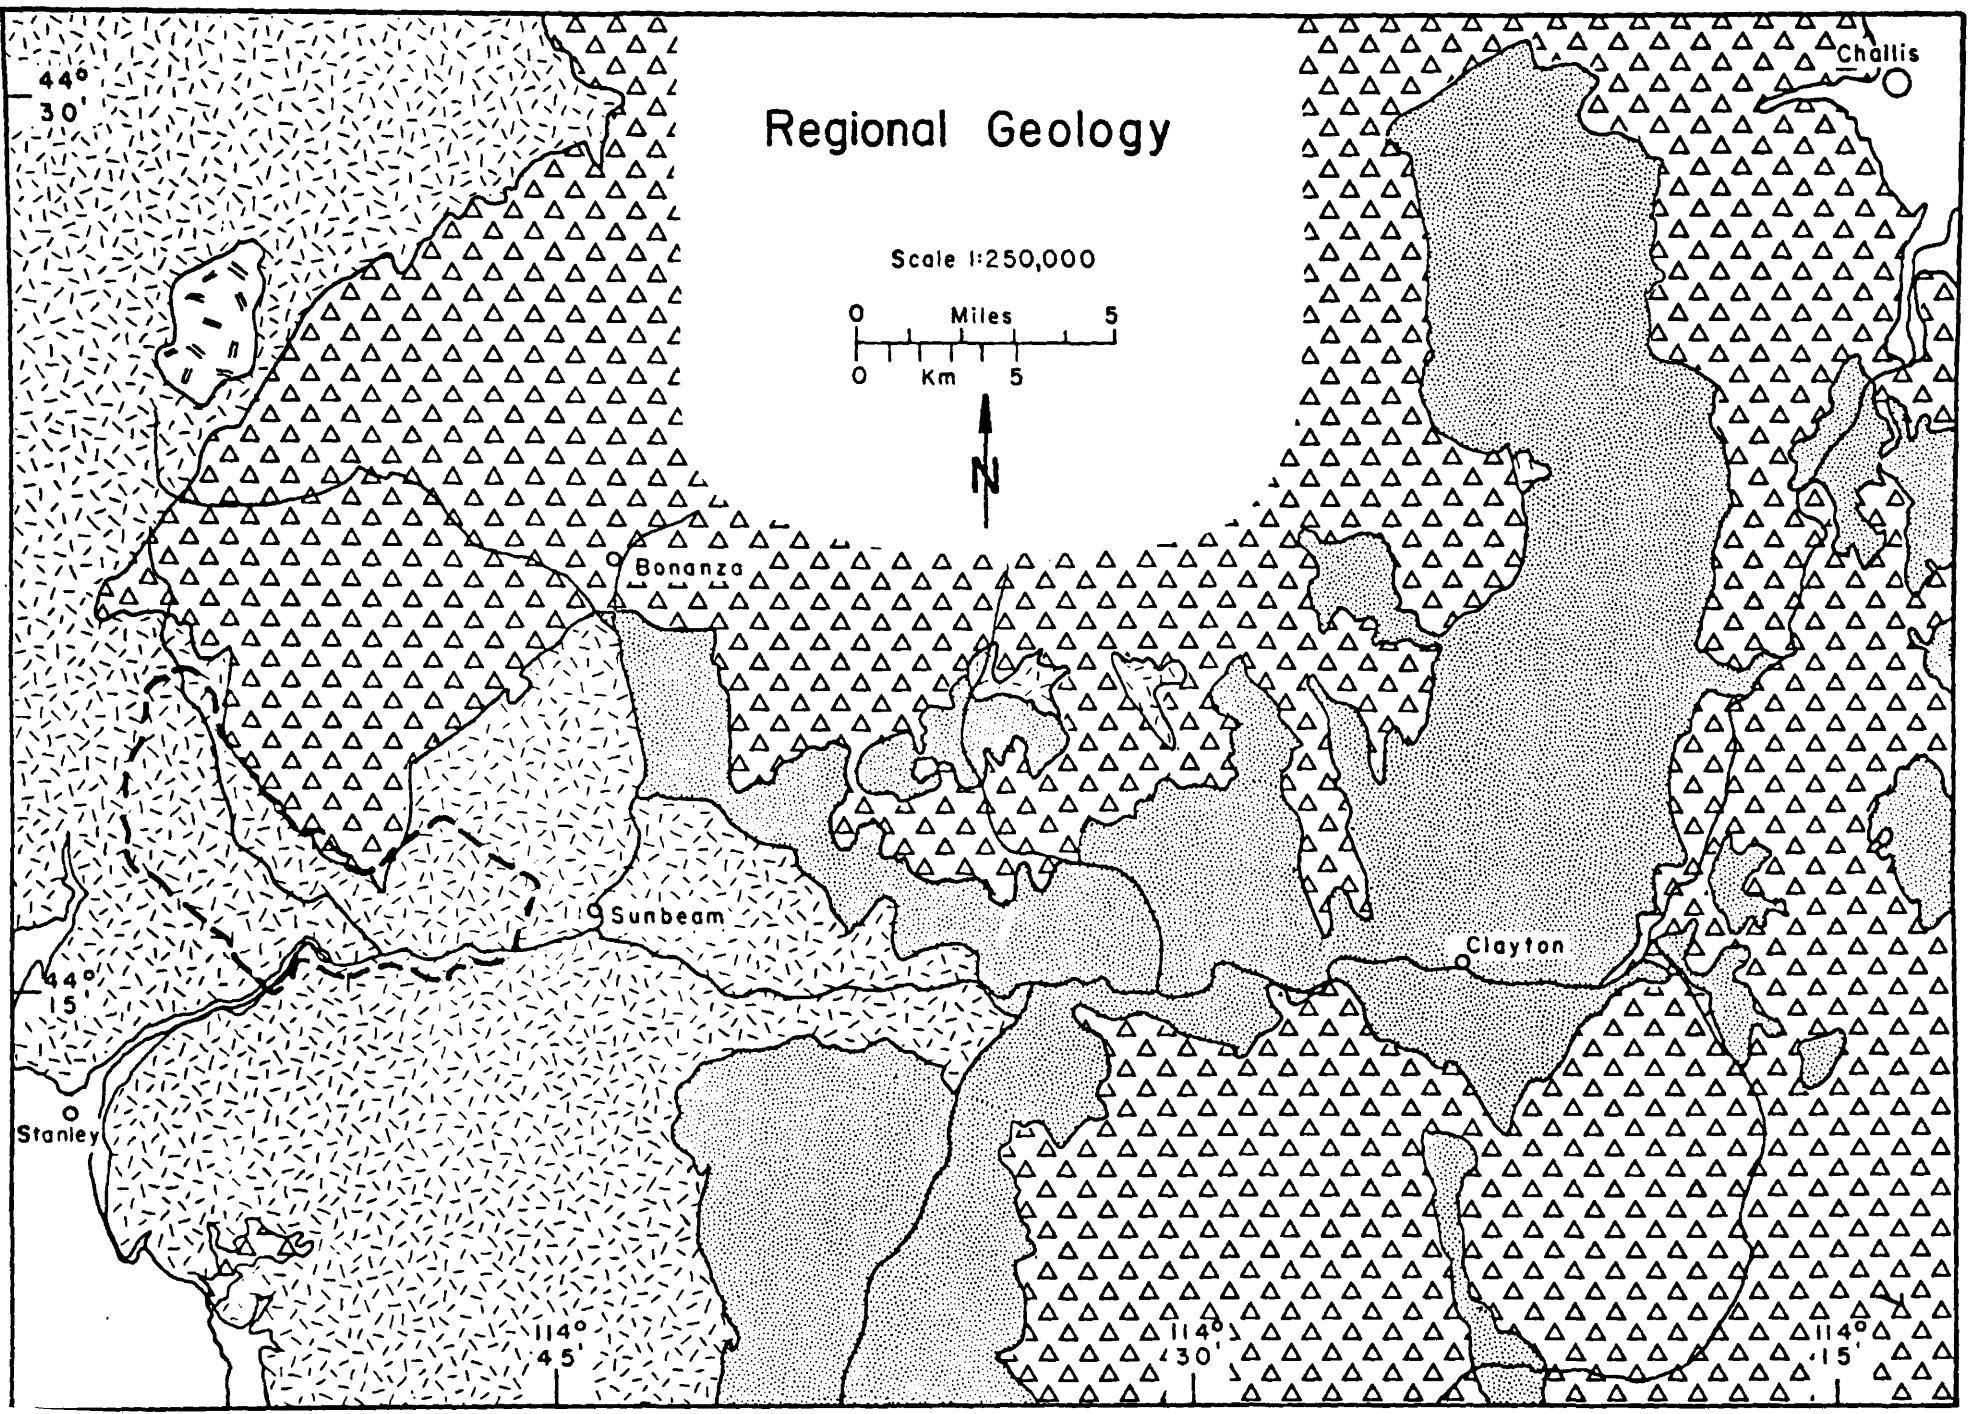 Challis
44°
30'
Regional Geology
Scale 1:250,000
0 Miles 5
0 Km 5
N
Bonanza
Sunbeam
Clayton
44°
15'
Stanley
114°
45'
114°
30'
114°
15'